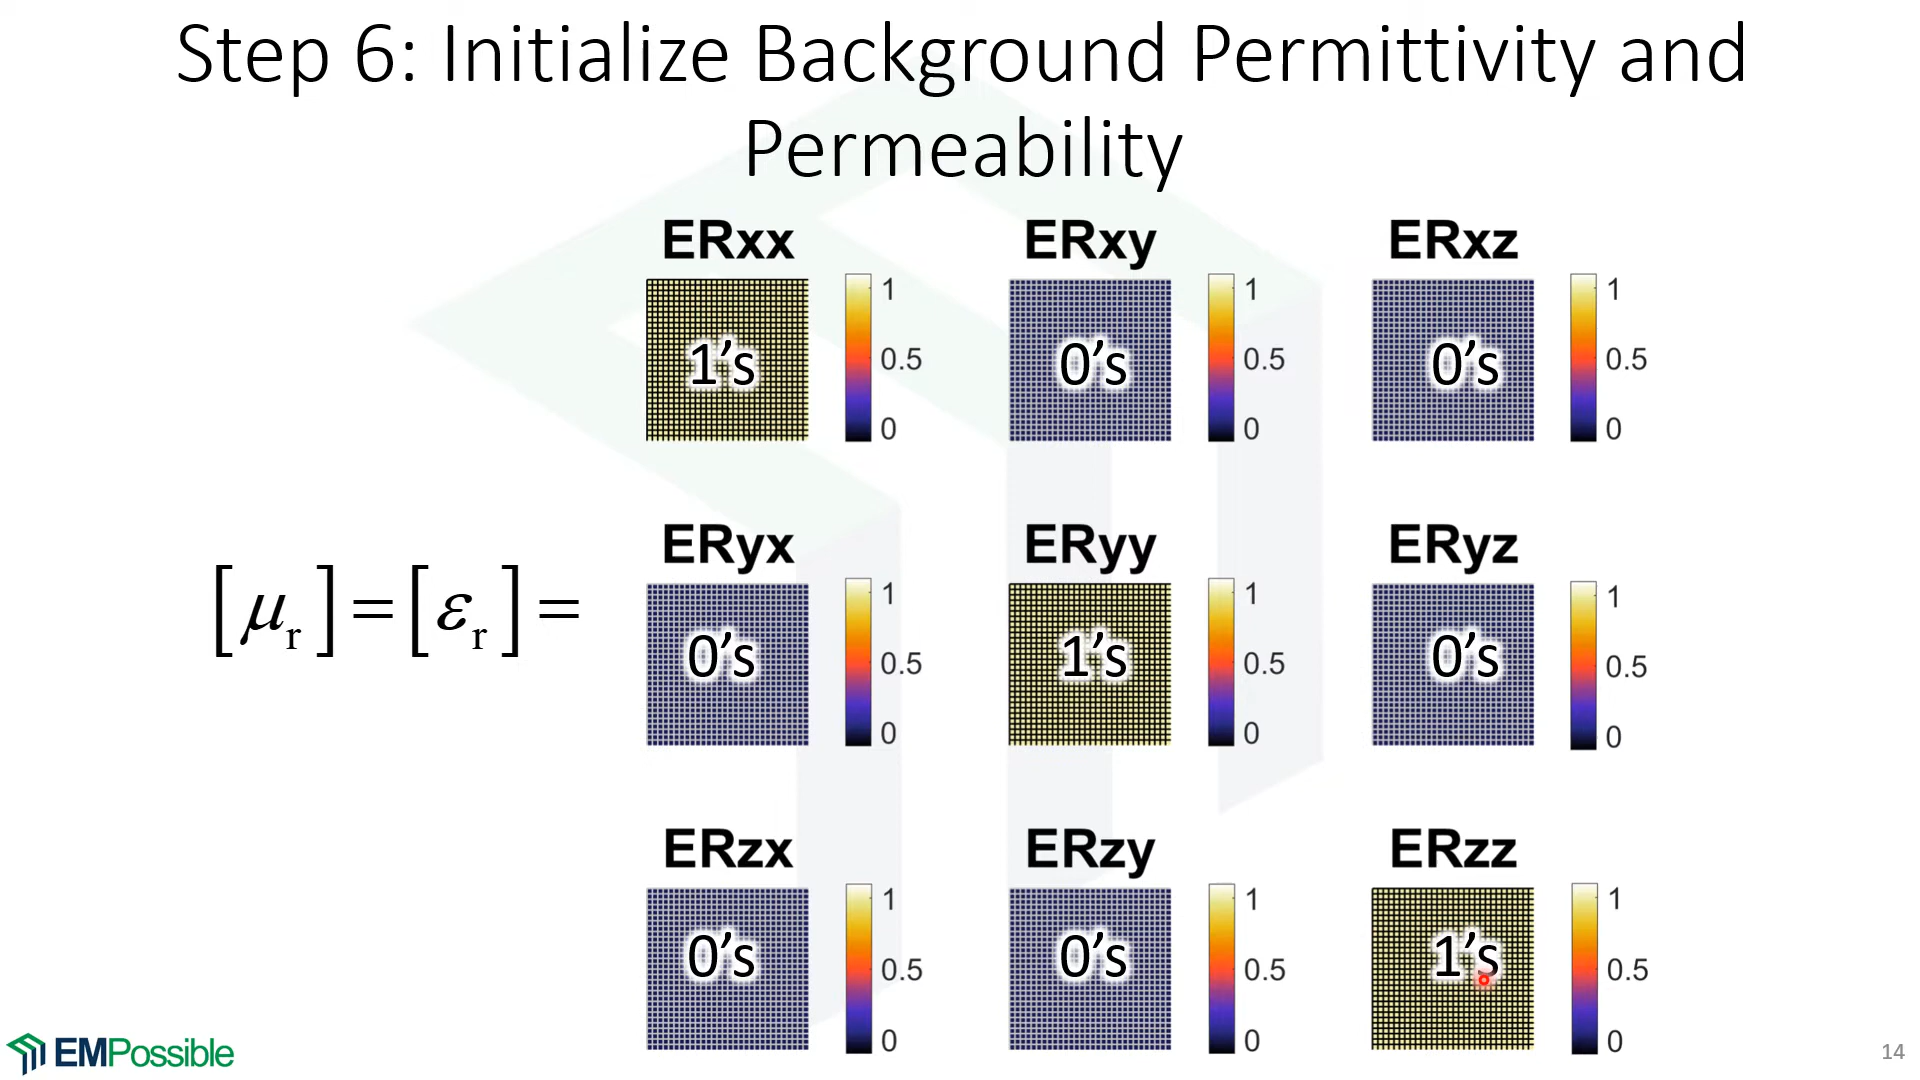 Step 6: Initialize Background Permittivity and
Permeability
ERxx
1
0.5
0
1's
ERxy
1
0.5
0
0's
ERxz
1
0.5
0
0's
[μr]=[εr]=
ERyx
1
0.5
0
0's
ERyy
1
0.5
0
1's
ERyz
1
0.5
0
0's
ERzx
1
0.5
0
0's
ERzy
1
0.5
0
0's
ERzz
1
0.5
0
1's
EMPossible
14